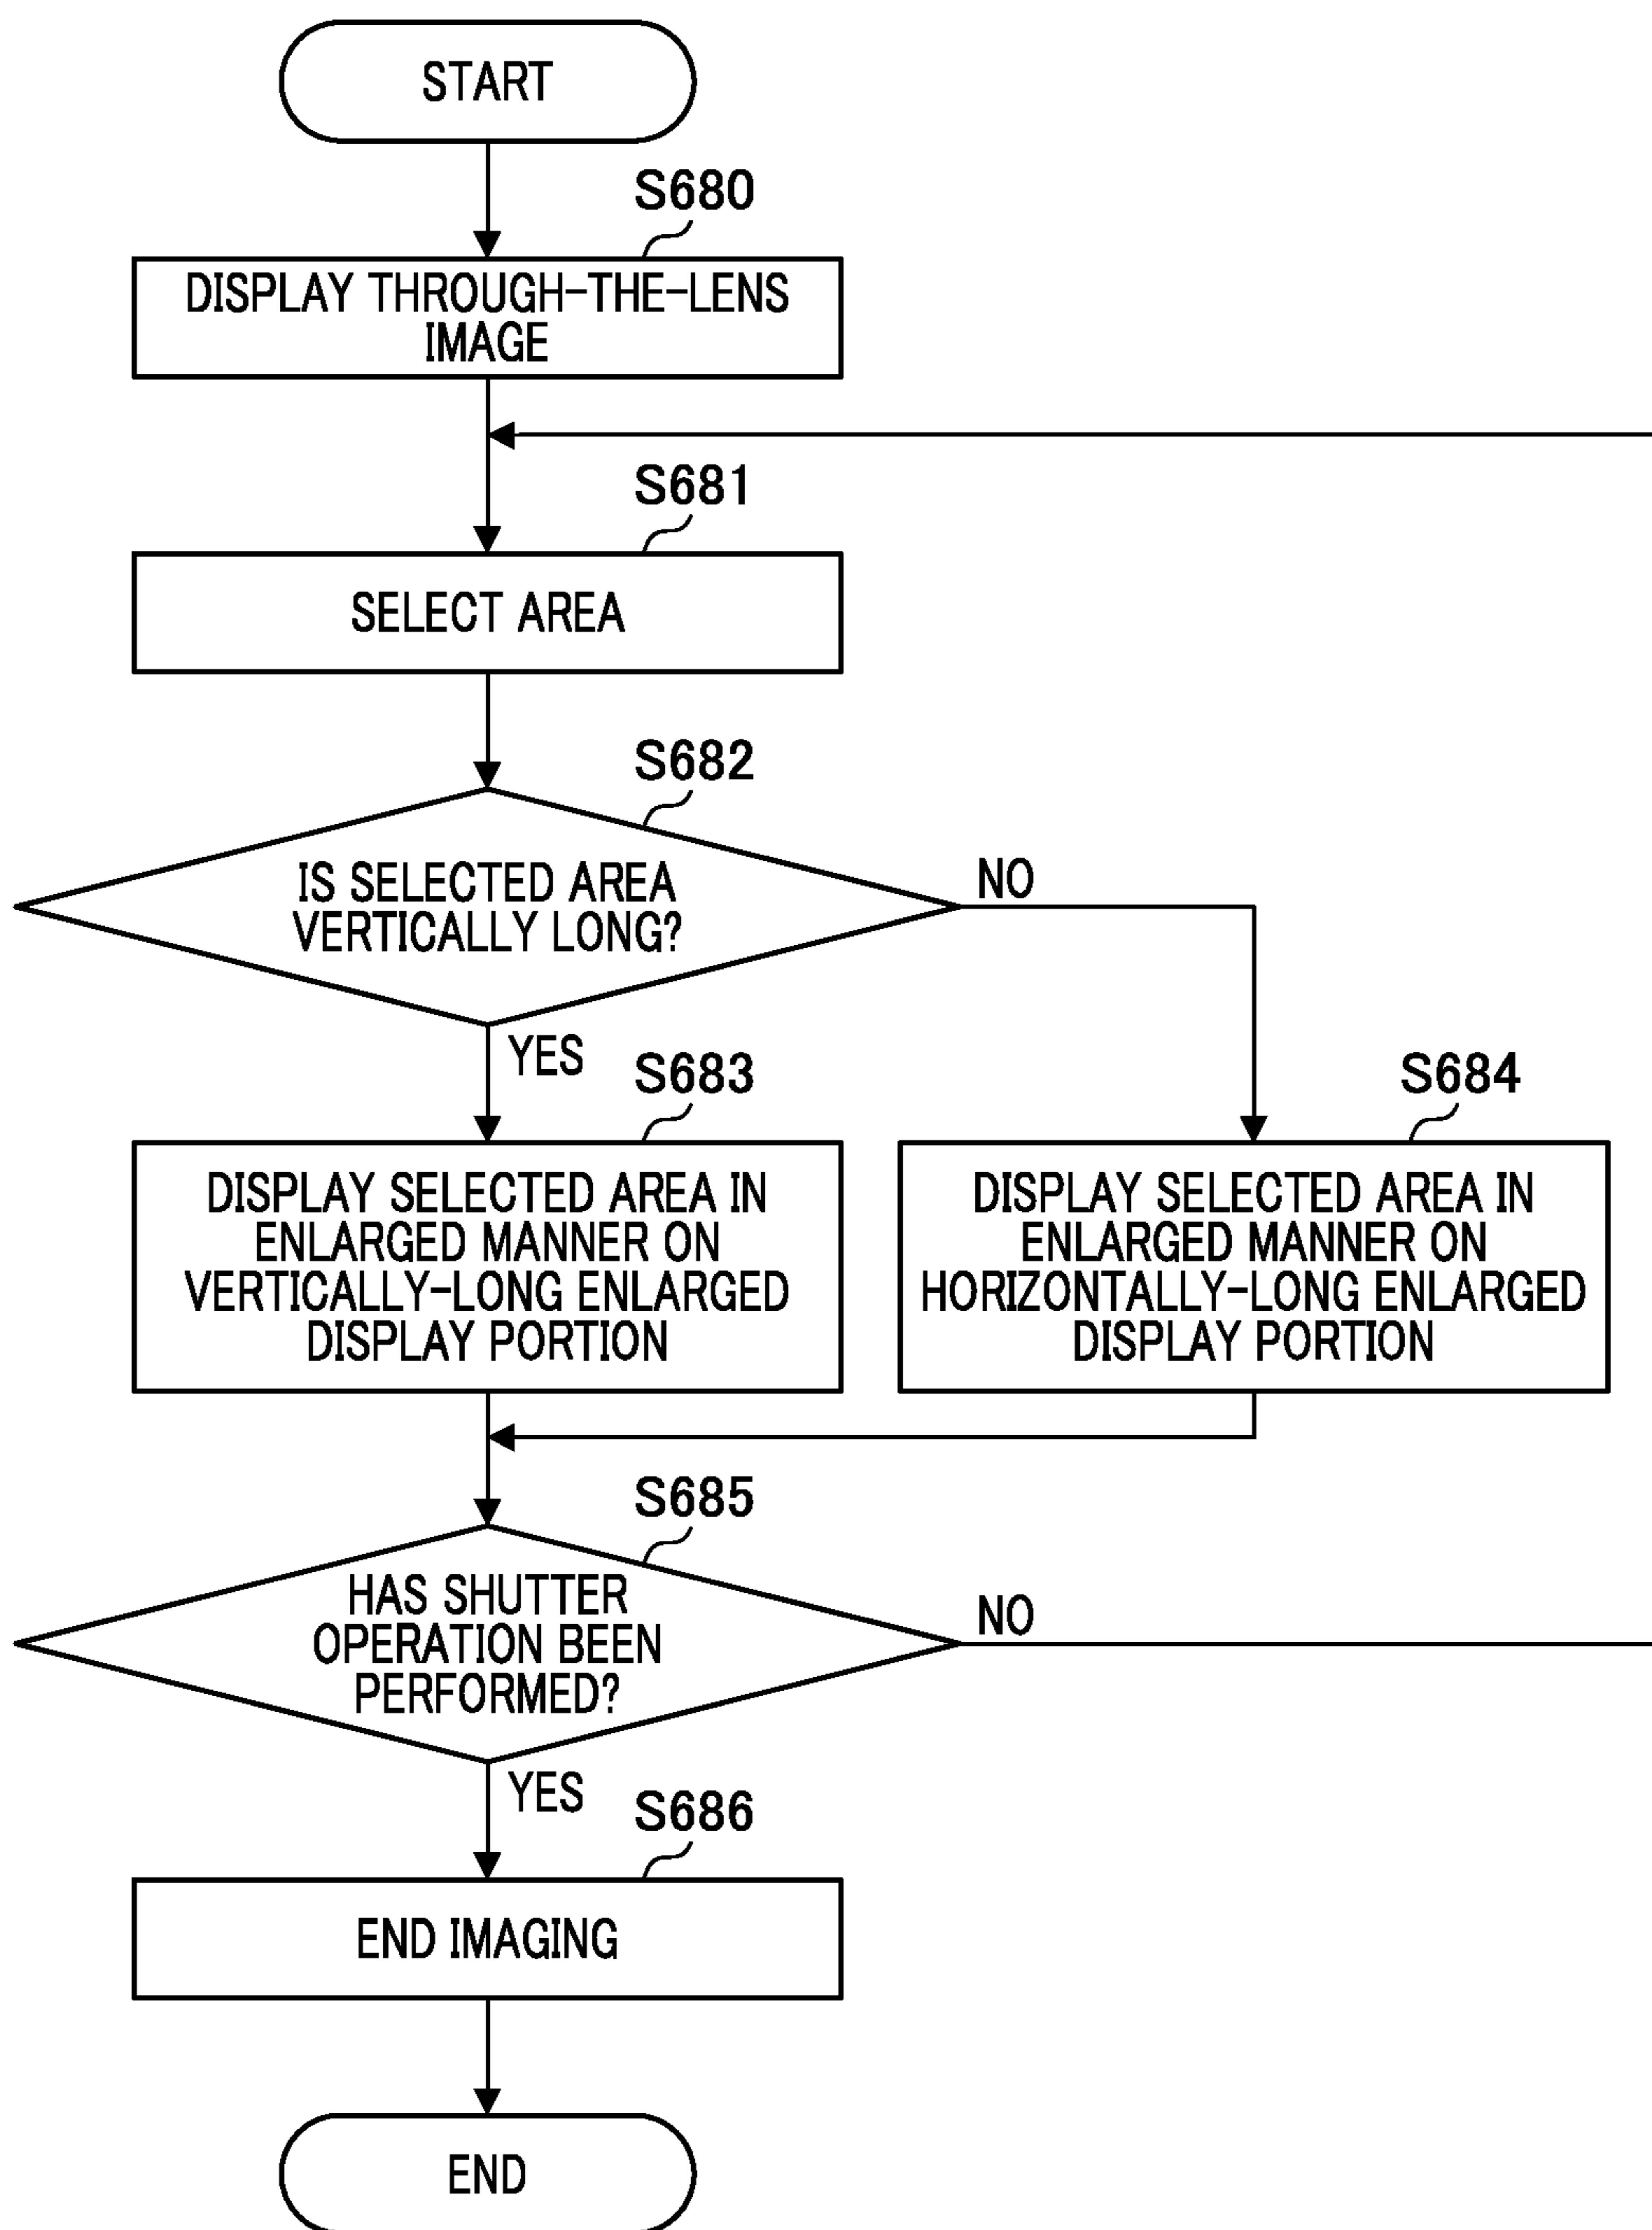 START
S680
DISPLAY THROUGH-THE-LENS
IMAGE
S681
SELECT AREA
S682
IS SELECTED AREA
VERTICALLY LONG?
NO
YES
S683
DISPLAY SELECTED AREA IN
ENLARGED MANNER ON
VERTICALLY-LONG ENLARGED
DISPLAY PORTION
S684
DISPLAY SELECTED AREA IN
ENLARGED MANNER ON
HORIZONTALLY-LONG ENLARGED
DISPLAY PORTION
S685
HAS SHUTTER
OPERATION BEEN
PERFORMED?
NO
YES
S686
END IMAGING
END